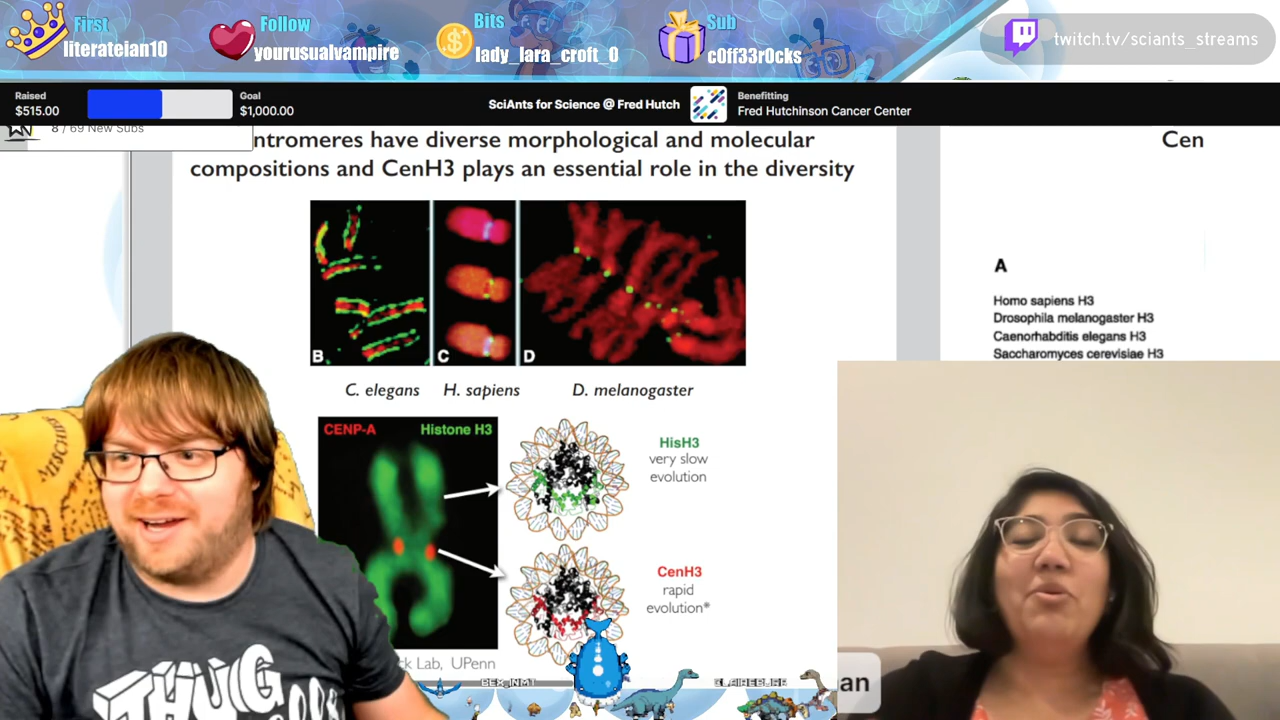 First
literateian10
Follow
yourusualvampire
Bits
lady_lara_croft_0
Sub
c0ff33r0cks
twitch.tv/sciants_streams
Raised
$515.00
Goal
$1,000.00
SciAnts for Science @ Fred Hutch
Benefitting
Fred Hutchinson Cancer Center
8 / 69 New Subs
ntromeres have diverse morphological and molecular
compositions and CenH3 plays an essential role in the diversity
Cen
A
Homo sapiens H3
Drosophila melanogaster H3
Caenorhabditis elegans H3
Saccharomyces cerevisiae H3
B
C
D
C. elegans
H. sapiens
D. melanogaster
CENP-A
Histone H3
HisH3
very slow
evolution
CenH3
rapid
evolution*
ck Lab, UPenn
MISCHIEF
THUG
an